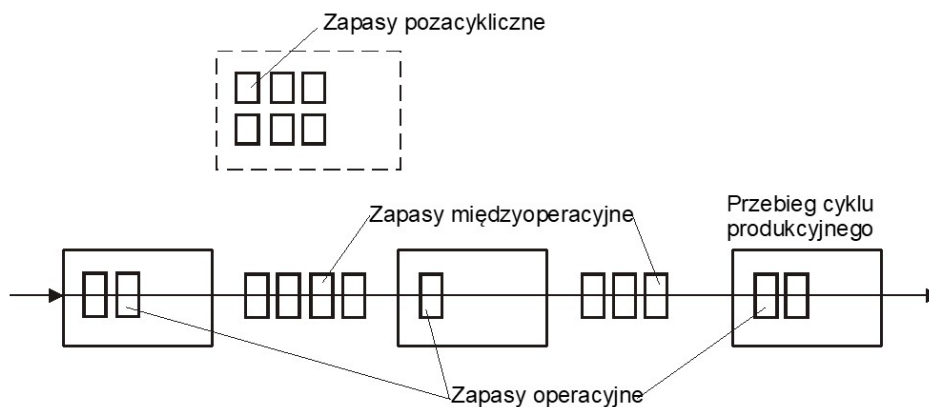 Zapasy pozacykliczne
Zapasy międzyoperacyjne
Przebieg cyklu
produkcyjnego
Zapasy operacyjne